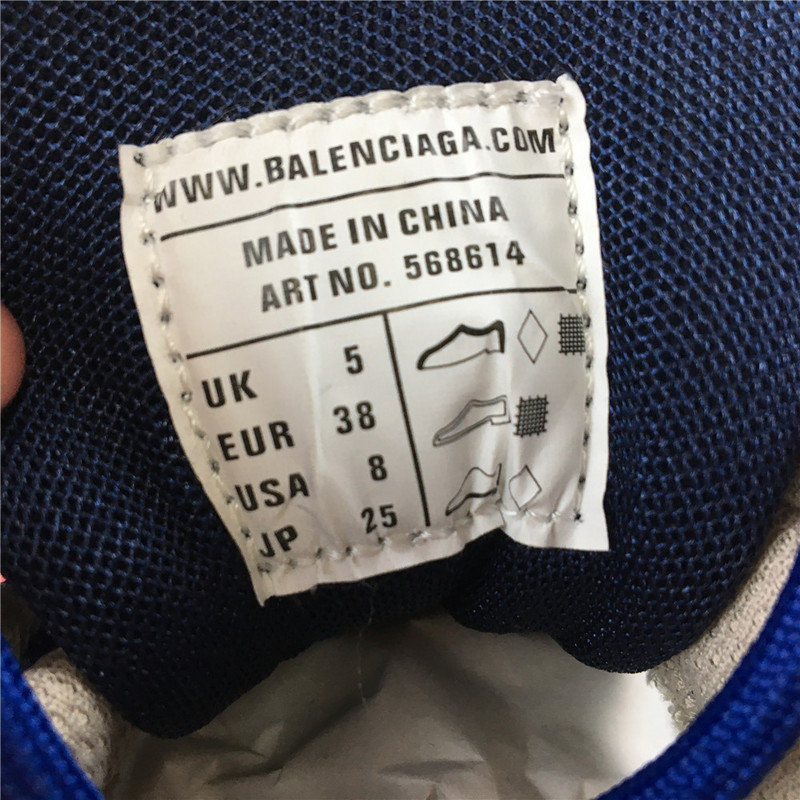 WWW.BALENCIAGA.COM
MADE IN CHINA
ART NO. 568614
UK 5
EUR 38
USA 8
JP 25